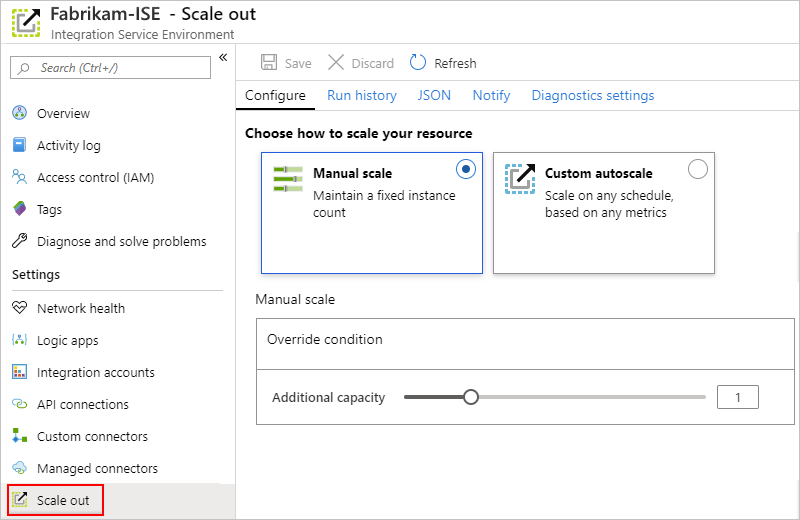 Fabrikam-ISE - Scale out
Integration Service Environment
Search (Ctrl+/)
«
Overview
Activity log
Access control (IAM)
Tags
Diagnose and solve problems
Settings
Network health
Logic apps
Integration accounts
API connections
Custom connectors
Managed connectors
Scale out
Save
Discard
Refresh
Configure
Run history
JSON
Notify
Diagnostics settings
Choose how to scale your resource
Manual scale
Maintain a fixed instance
count
Custom autoscale
Scale on any schedule,
based on any metrics
Manual scale
Override condition
Additional capacity
1